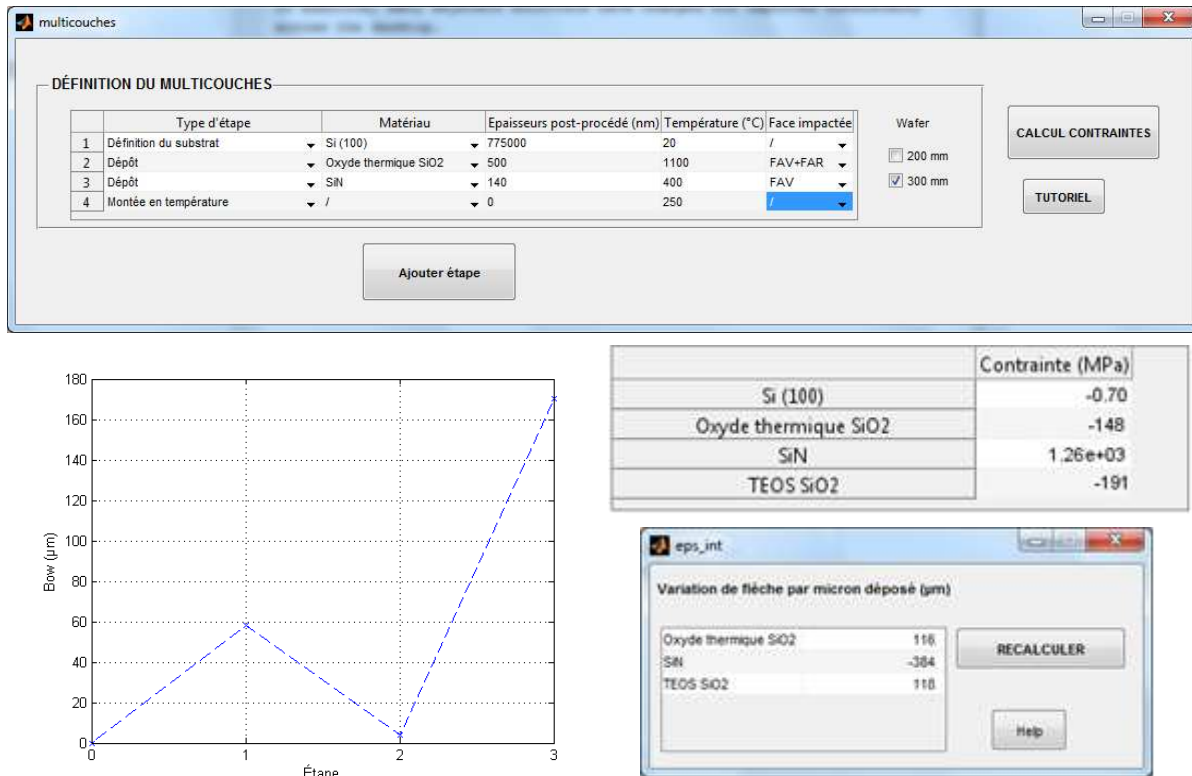 multicouches
DÉFINITION DU MULTICOUCHES
Type d'étape Matériau Epaisseurs post-procédé (nm) Température (°C) Face impactée
1 Définition du substrat Si (100) 775000 20 /
2 Dépôt Oxyde thermique SiO2 500 1100 FAV+FAR
3 Dépôt SiN 140 400 FAV
4 Montée en température / 0 250 /
Wafer
200 mm
300 mm
CALCUL CONTRAINTES
TUTORIEL
Ajouter étape
180
160
140
120
100
80
60
40
20
0
Bow (µm)
0 1 2 3
Étape
Contrainte (MPa)
Si (100) -0.70
Oxyde thermique SiO2 -148
SiN 1.26e+03
TEOS SiO2 -191
eps_int
Variation de flèche par micron déposé (µm)
Oxyde thermique SiO2 116
SiN -384
TEOS SiO2 118
RECALCULER
Help